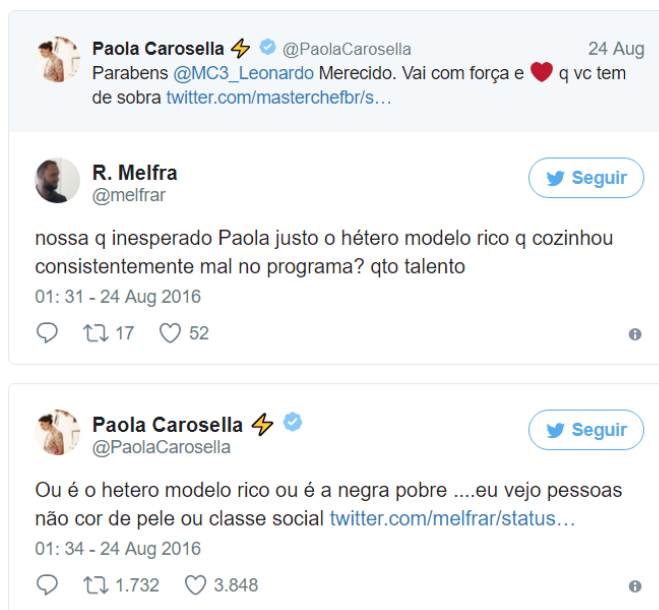 Paola Carosella ⚡ @PaolaCarosella 24 Aug
Parabens @MC3_Leonardo Merecido. Vai com força e ❤ q vc tem
de sobra twitter.com/masterchefbr/s…
R. Melfra
@melfrar
Seguir
nossa q inesperado Paola justo o hétero modelo rico q cozinhou
consistentemente mal no programa? qto talento
01: 31 - 24 Aug 2016
17 52
Paola Carosella ⚡
@PaolaCarosella
Seguir
Ou é o hetero modelo rico ou é a negra pobre ....eu vejo pessoas
não cor de pele ou classe social twitter.com/melfrar/status…
01: 34 - 24 Aug 2016
1.732 3.848